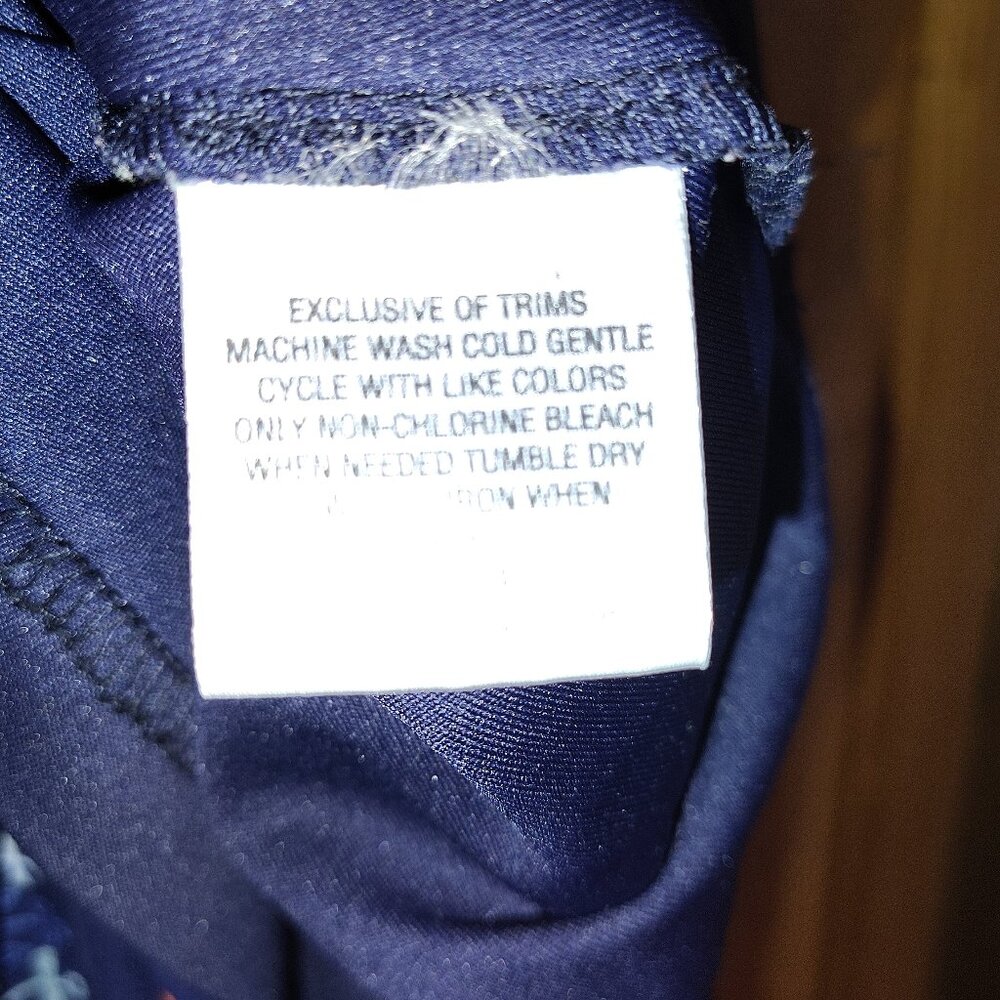 EXCLUSIVE OF TRIMS
MACHINE WASH COLD GENTLE
CYCLE WITH LIKE COLORS
ONLY NON-CHLORINE BLEACH
WHEN NEEDED TUMBLE DRY
IRON WHEN